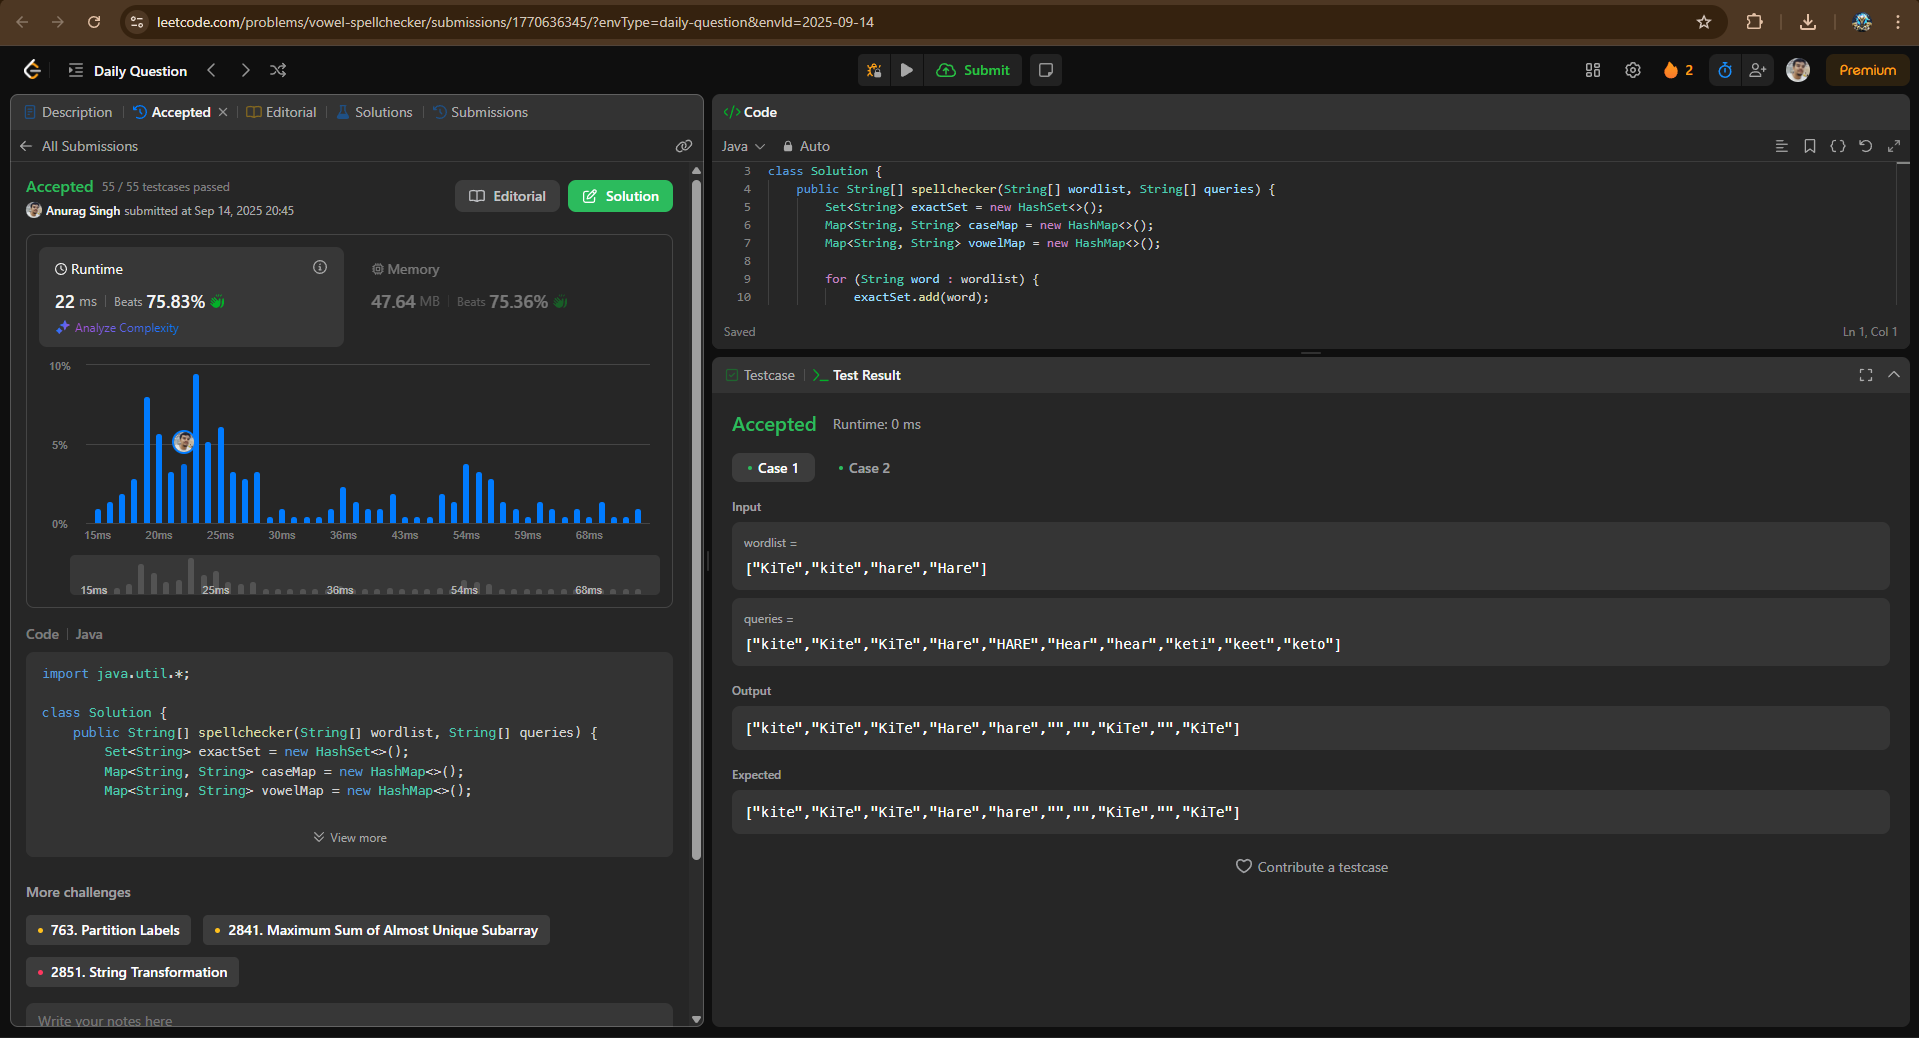 leetcode.com/problems/vowel-spellchecker/submissions/1770636345/?envType=daily-question&envId=2025-09-14
Daily Question
Submit
2
Premium
Description
Accepted
Editorial
Solutions
Submissions
All Submissions
Accepted 55 / 55 testcases passed
Anurag Singh submitted at Sep 14, 2025 20:45
Editorial
Solution
Runtime
22 ms Beats 75.83%
Analyze Complexity
Memory
47.64 MB Beats 75.36%
10%
5%
0%
15ms 20ms 25ms 30ms 36ms 43ms 54ms 59ms 68ms
15ms 25ms 36ms 54ms 68ms
Code Java
import java.util.*;
class Solution {
public String[] spellchecker(String[] wordlist, String[] queries) {
Set<String> exactSet = new HashSet<>();
Map<String, String> caseMap = new HashMap<>();
Map<String, String> vowelMap = new HashMap<>();
View more
More challenges
763. Partition Labels
2841. Maximum Sum of Almost Unique Subarray
2851. String Transformation
Write your notes here
</> Code
Java Auto
3 class Solution {
4 public String[] spellchecker(String[] wordlist, String[] queries) {
5 Set<String> exactSet = new HashSet<>();
6 Map<String, String> caseMap = new HashMap<>();
7 Map<String, String> vowelMap = new HashMap<>();
8
9 for (String word : wordlist) {
10 exactSet.add(word);
Saved
Ln 1, Col 1
Testcase
Test Result
Accepted Runtime: 0 ms
Case 1
Case 2
Input
wordlist =
["KiTe","kite","hare","Hare"]
queries =
["kite","Kite","KiTe","Hare","HARE","Hear","hear","keti","keet","keto"]
Output
["kite","KiTe","KiTe","Hare","hare","","","KiTe","","KiTe"]
Expected
["kite","KiTe","KiTe","Hare","hare","","","KiTe","","KiTe"]
Contribute a testcase